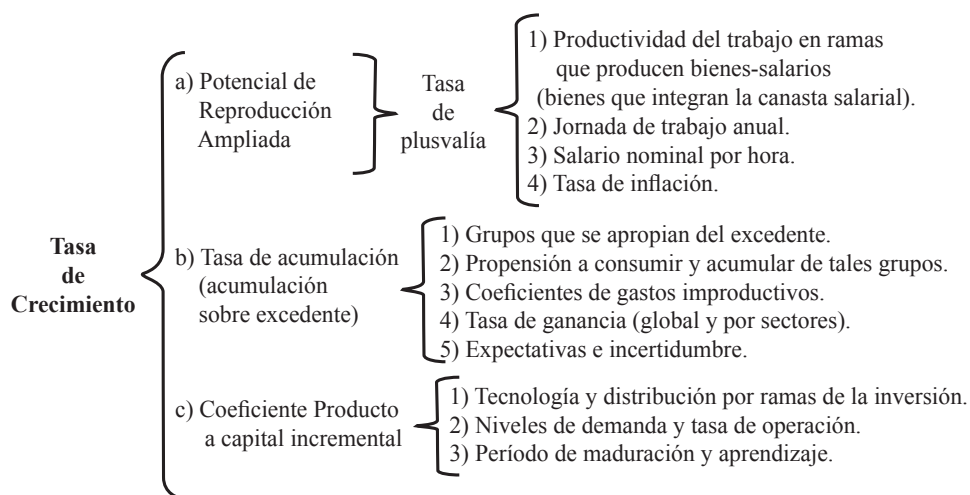 Tasa
de
Crecimiento
a) Potencial de
Reproducción
Ampliada
Tasa
de
plusvalía
1) Productividad del trabajo en ramas
que producen bienes-salarios
(bienes que integran la canasta salarial).
2) Jornada de trabajo anual.
3) Salario nominal por hora.
4) Tasa de inflación.
b) Tasa de acumulación
(acumulación
sobre excedente)
1) Grupos que se apropian del excedente.
2) Propensión a consumir y acumular de tales grupos.
3) Coeficientes de gastos improductivos.
4) Tasa de ganancia (global y por sectores).
5) Expectativas e incertidumbre.
c) Coeficiente Producto
a capital incremental
1) Tecnología y distribución por ramas de la inversión.
2) Niveles de demanda y tasa de operación.
3) Período de maduración y aprendizaje.